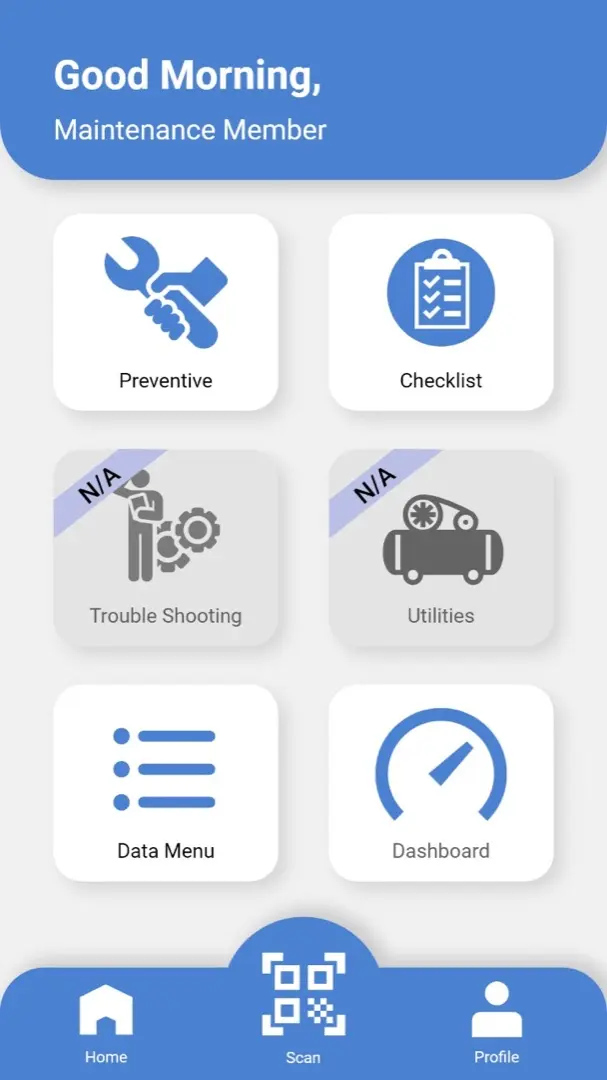 Good Morning,
Maintenance Member
Preventive
Checklist
N/A
Trouble Shooting
N/A
Utilities
Data Menu
Dashboard
Home
Scan
Profile